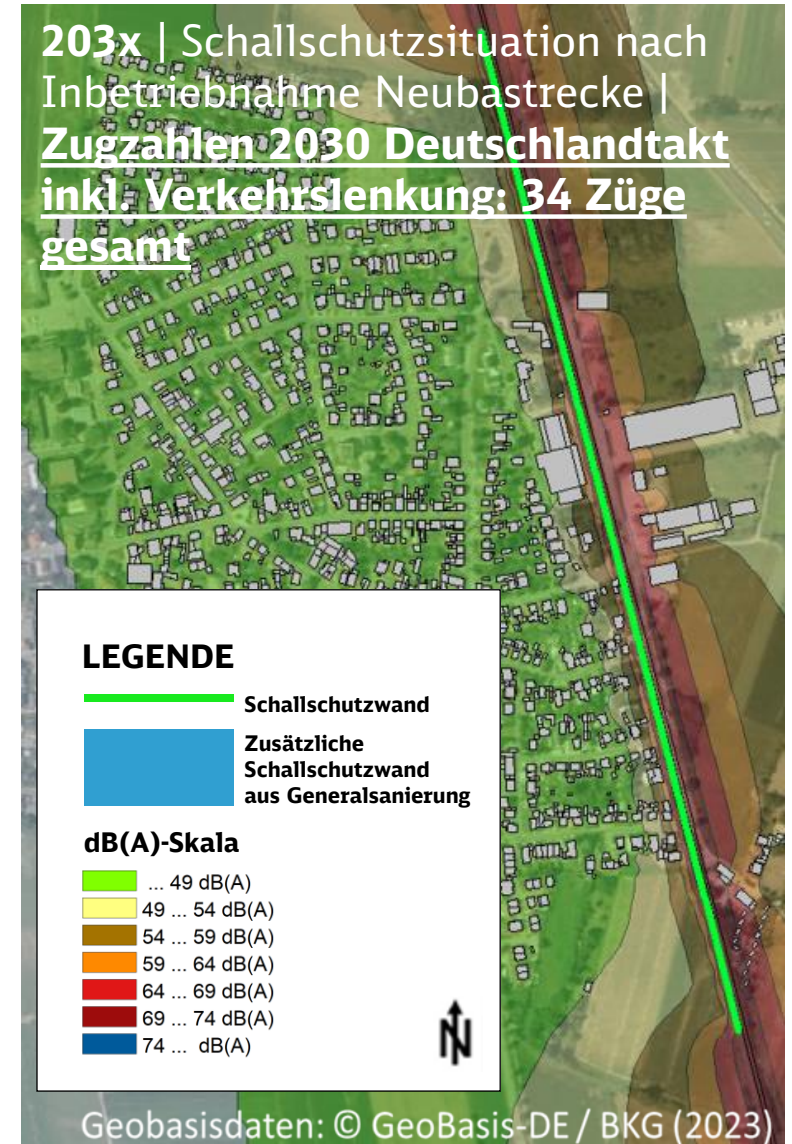 203x | Schallschutzsituation nach
Inbetriebnahme Neubastrecke |
Zugzahlen 2030 Deutschlandtakt
inkl. Verkehrslenkung: 34 Züge
gesamt
LEGENDE
Schallschutzwand
Zusätzliche
Schallschutzwand
aus Generalsanierung
dB(A)-Skala
... 49 dB(A)
49 ... 54 dB(A)
54 ... 59 dB(A)
59 ... 64 dB(A)
64 ... 69 dB(A)
69 ... 74 dB(A)
74 ... dB(A)
N
Geobasisdaten: © GeoBasis-DE / BKG (2023)